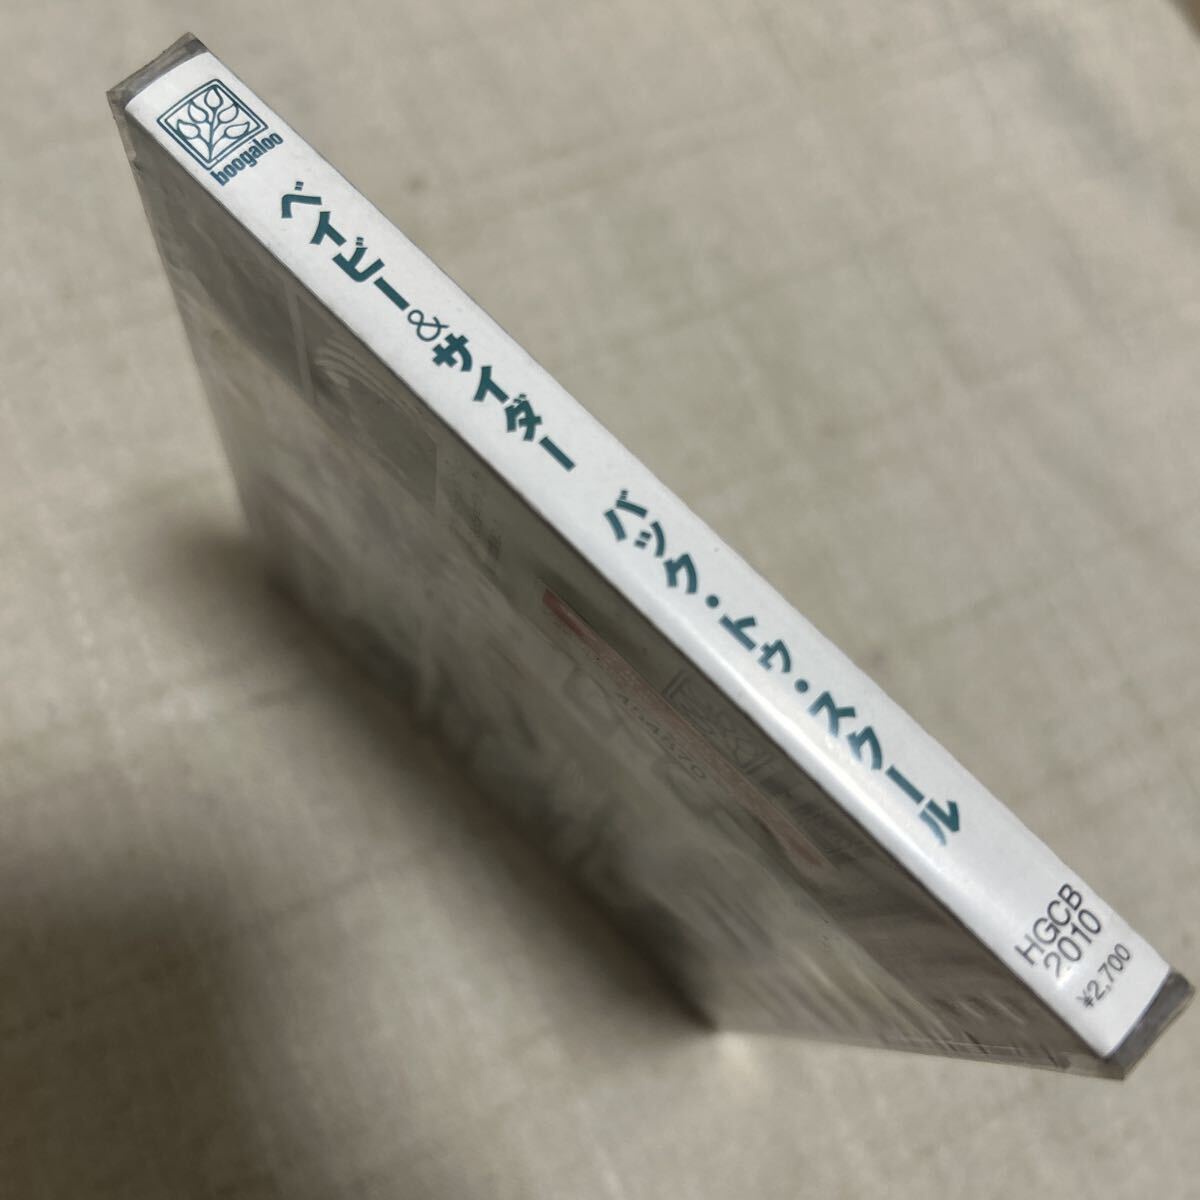 boogaloo
ベイビー&サイダー バック・トゥ・スクール
HGCB
2010
¥2,700